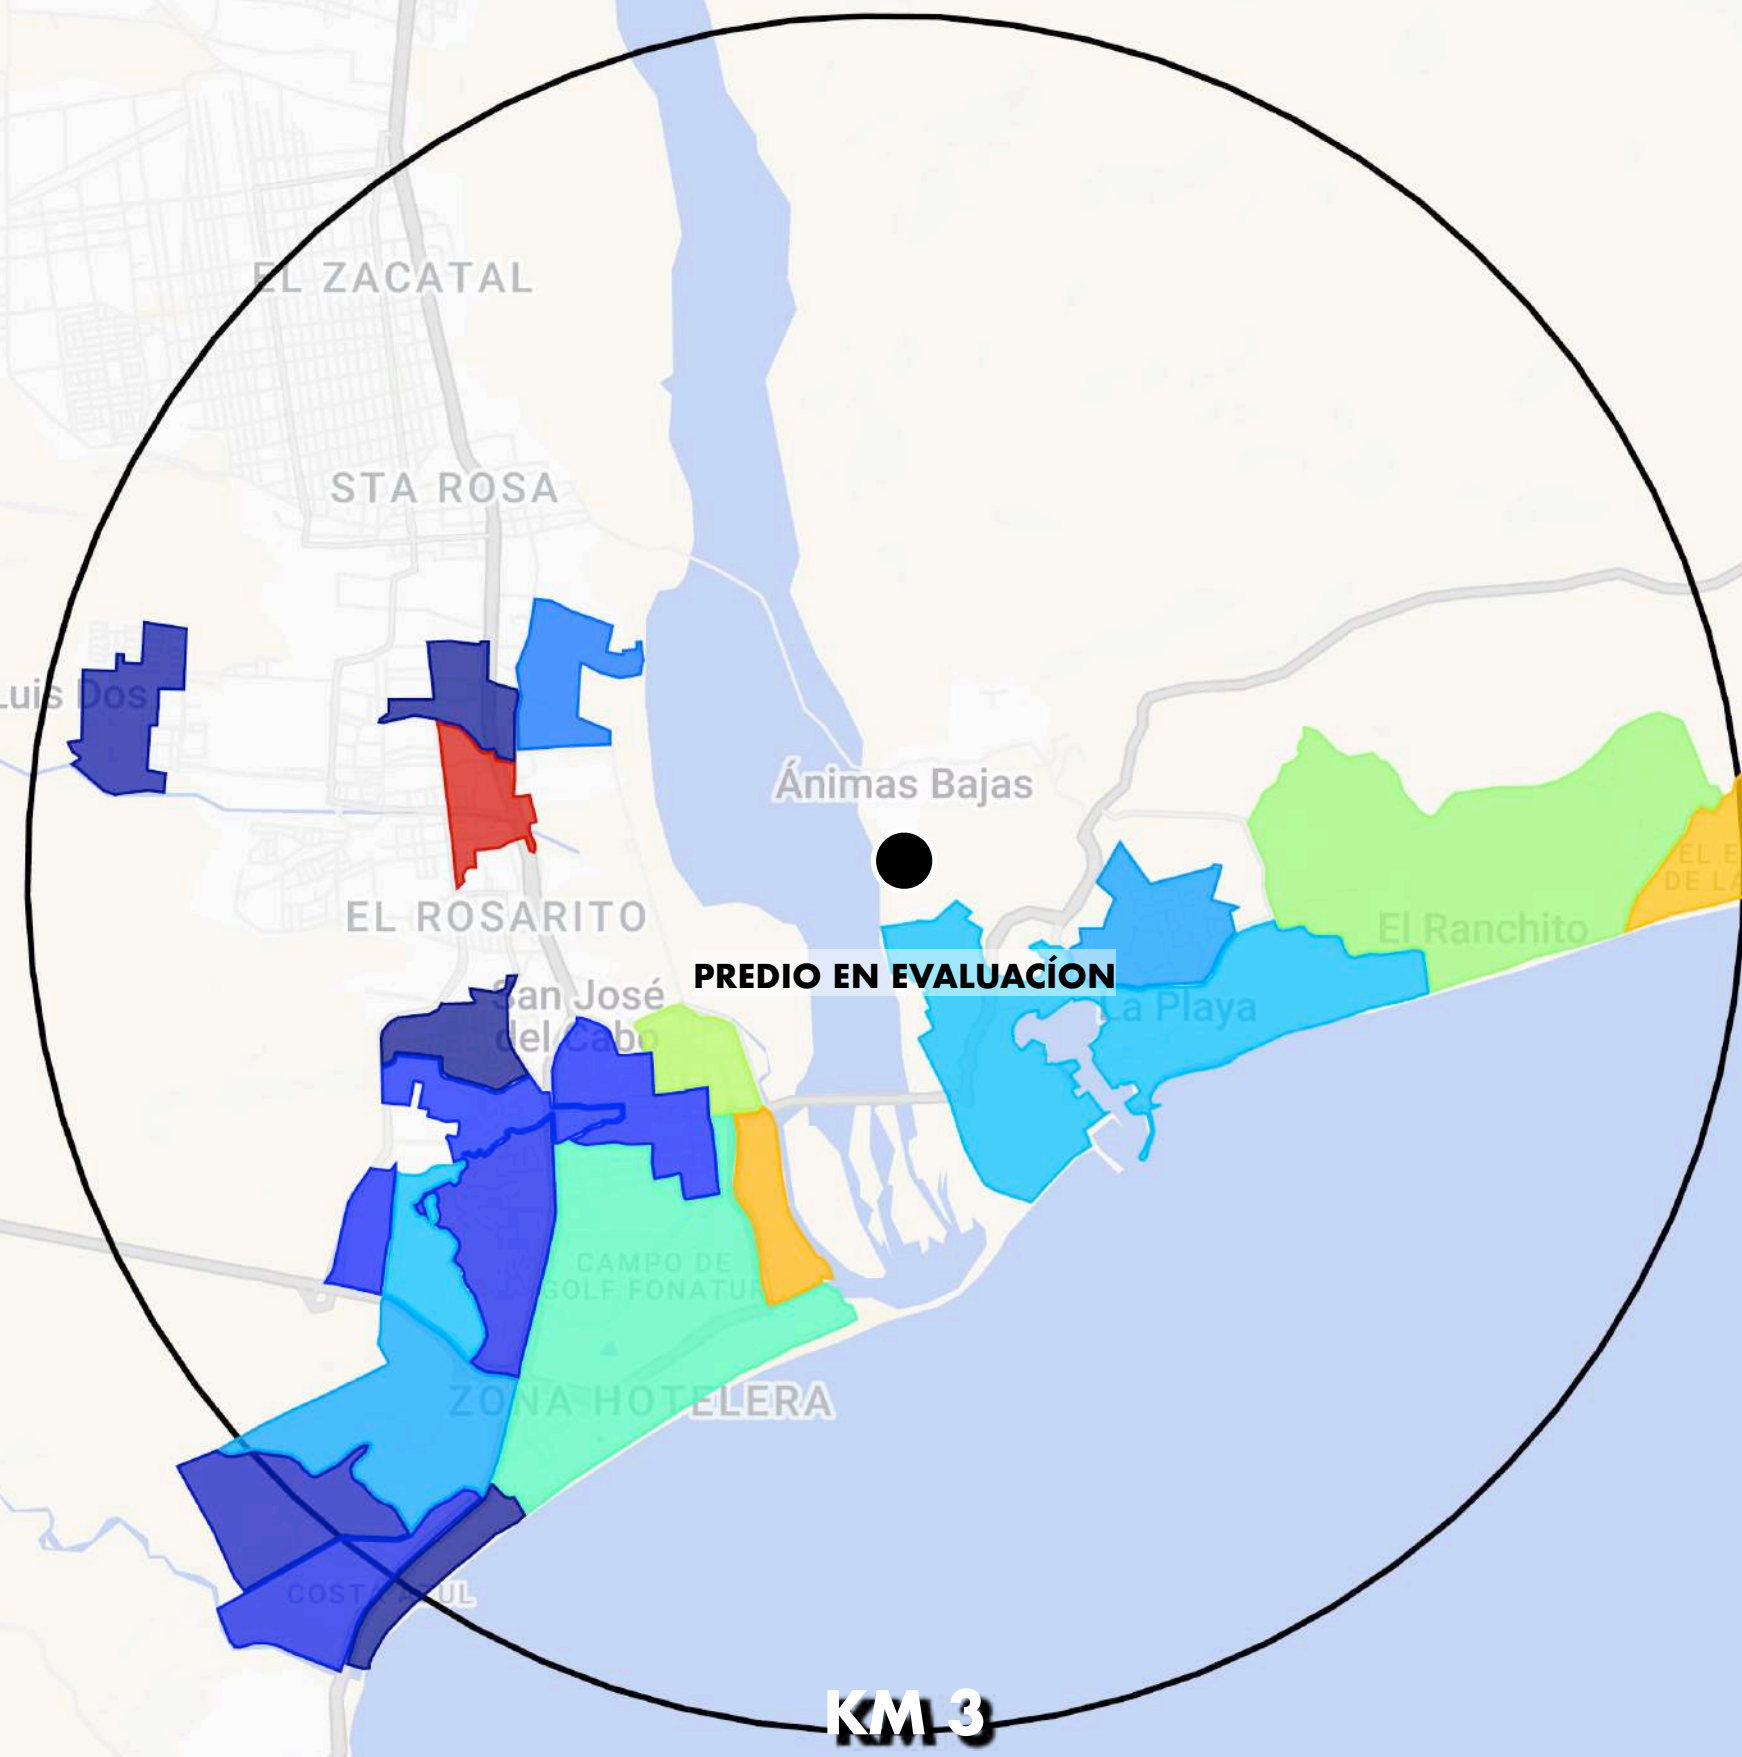 EL ZACATAL
STA ROSA
Luis Dos
Ánimas Bajas
EL ROSARITO
El Ranchito
PREDIO EN EVALUACÍON
San José
del Cabo
La Playa
CAMPO DE
GOLF FONATUR
ZONA HOTELERA
COSTA AZUL
KM 3